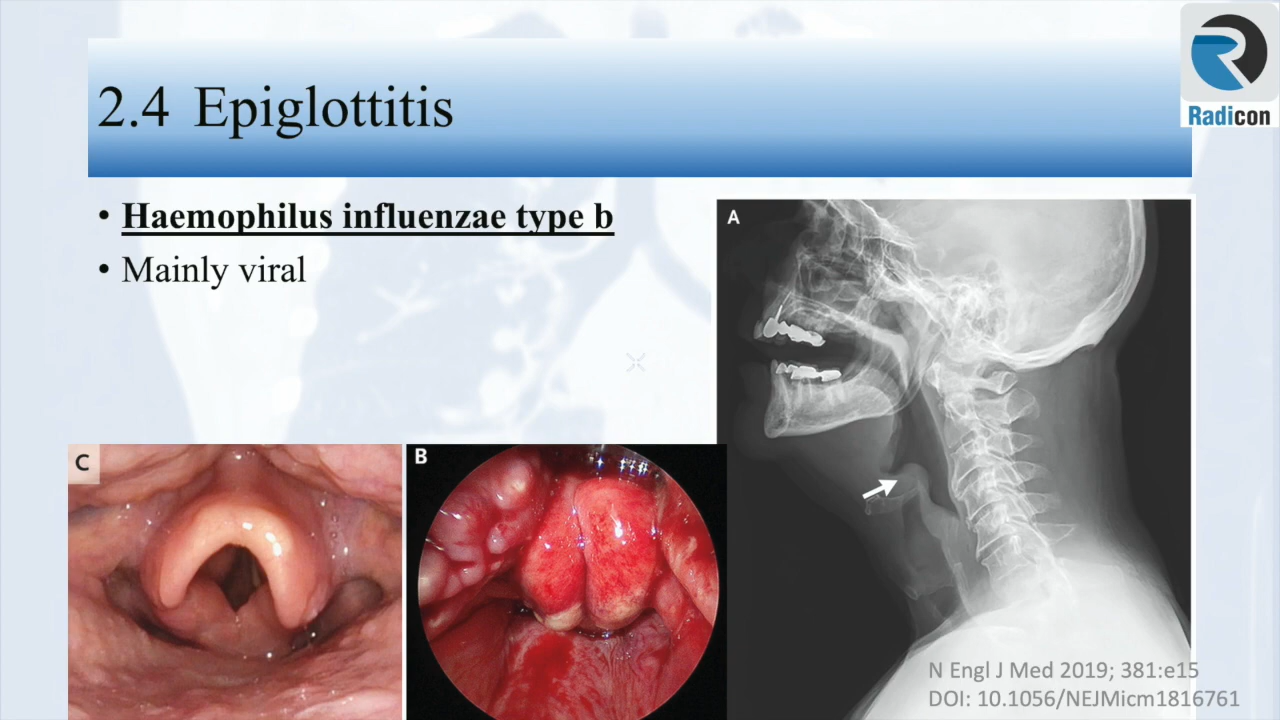 2.4 Epiglottitis
Radicon
• Haemophilus influenzae type b
• Mainly viral
A
C
B
N Engl J Med 2019; 381:e15
DOI: 10.1056/NEJMicm1816761